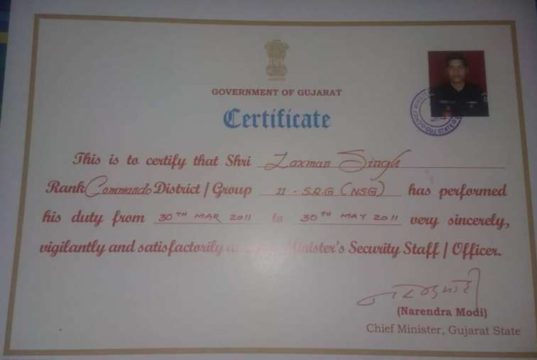 GOVERNMENT OF GUJARAT
Certificate
This is to certify that Shri Laxman Singh
Rank Commando District / Group 11 - S.R.G (NSG) has performed
his duty from 30TH MAR 2011 to 30TH MAY 2011 very sincerely,
vigilantly and satisfactorily as Minister's Security Staff / Officer.
(Narendra Modi)
Chief Minister, Gujarat State